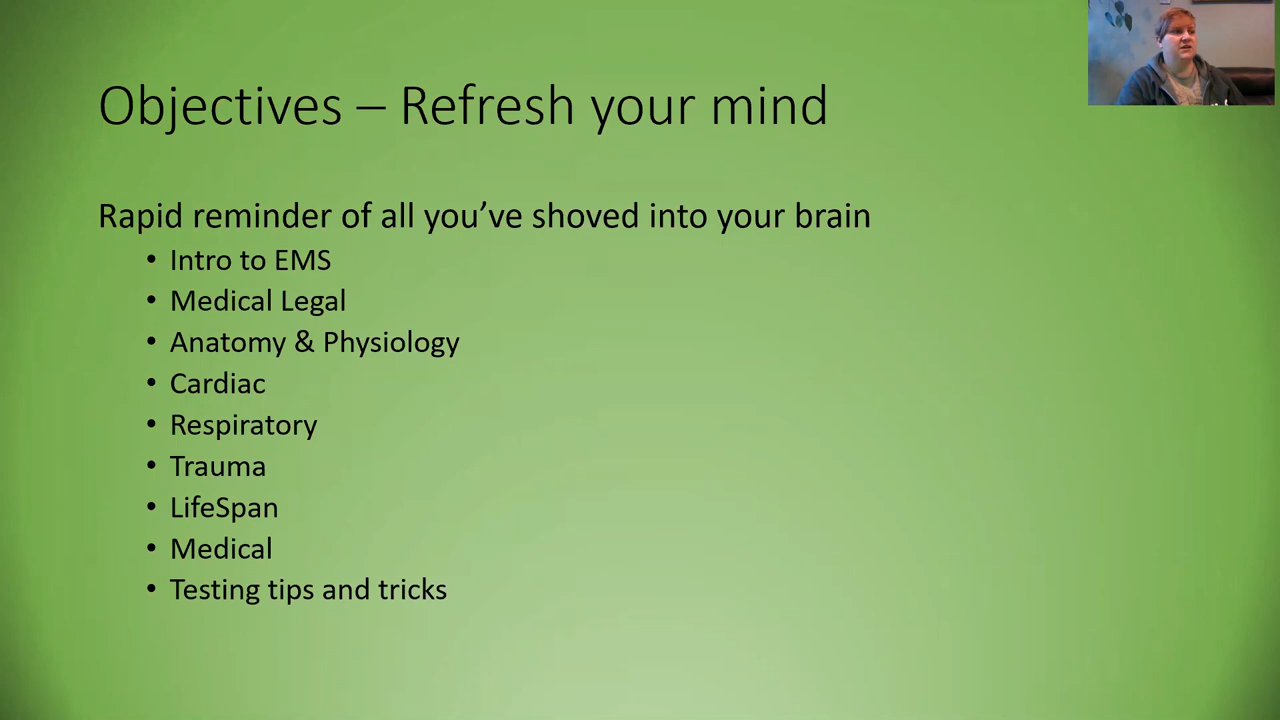 Objectives – Refresh your mind
Rapid reminder of all you’ve shoved into your brain
• Intro to EMS
• Medical Legal
• Anatomy & Physiology
• Cardiac
• Respiratory
• Trauma
• LifeSpan
• Medical
• Testing tips and tricks